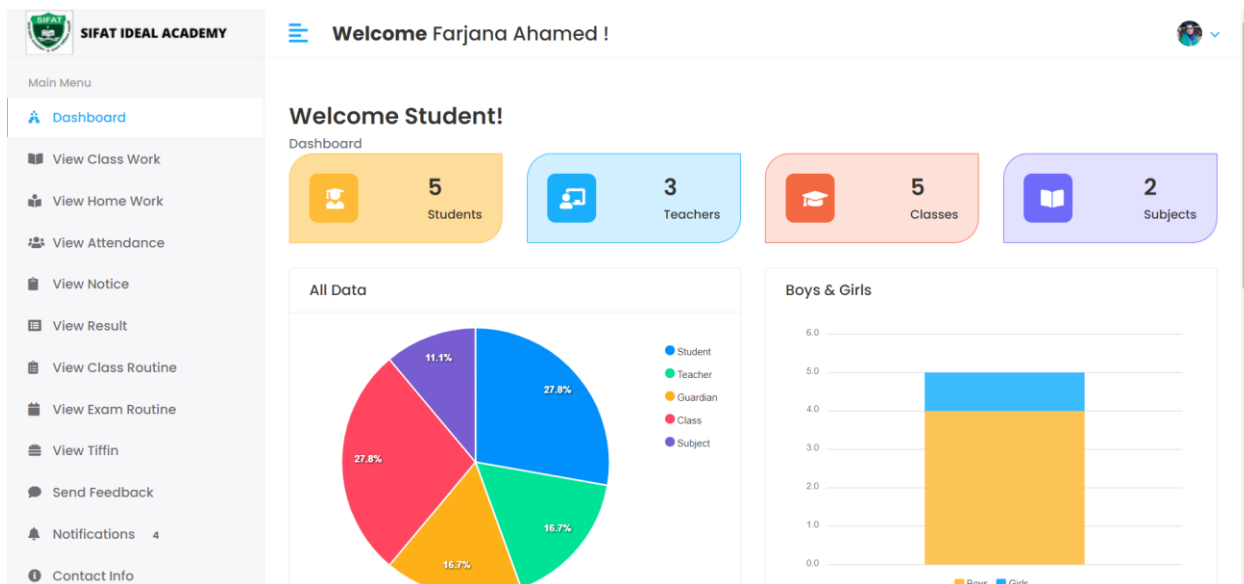 SIFAT
SIFAT IDEAL ACADEMY
Welcome Farjana Ahamed !
Main Menu
Dashboard
View Class Work
View Home Work
View Attendance
View Notice
View Result
View Class Routine
View Exam Routine
View Tiffin
Send Feedback
Notifications 4
Contact Info
Welcome Student!
Dashboard
5
Students
3
Teachers
5
Classes
2
Subjects
All Data
11.1%
27.8%
27.8%
16.7%
16.7%
Student
Teacher
Guardian
Class
Subject
Boys & Girls
6.0
5.0
4.0
3.0
2.0
1.0
0.0
Boys Girls